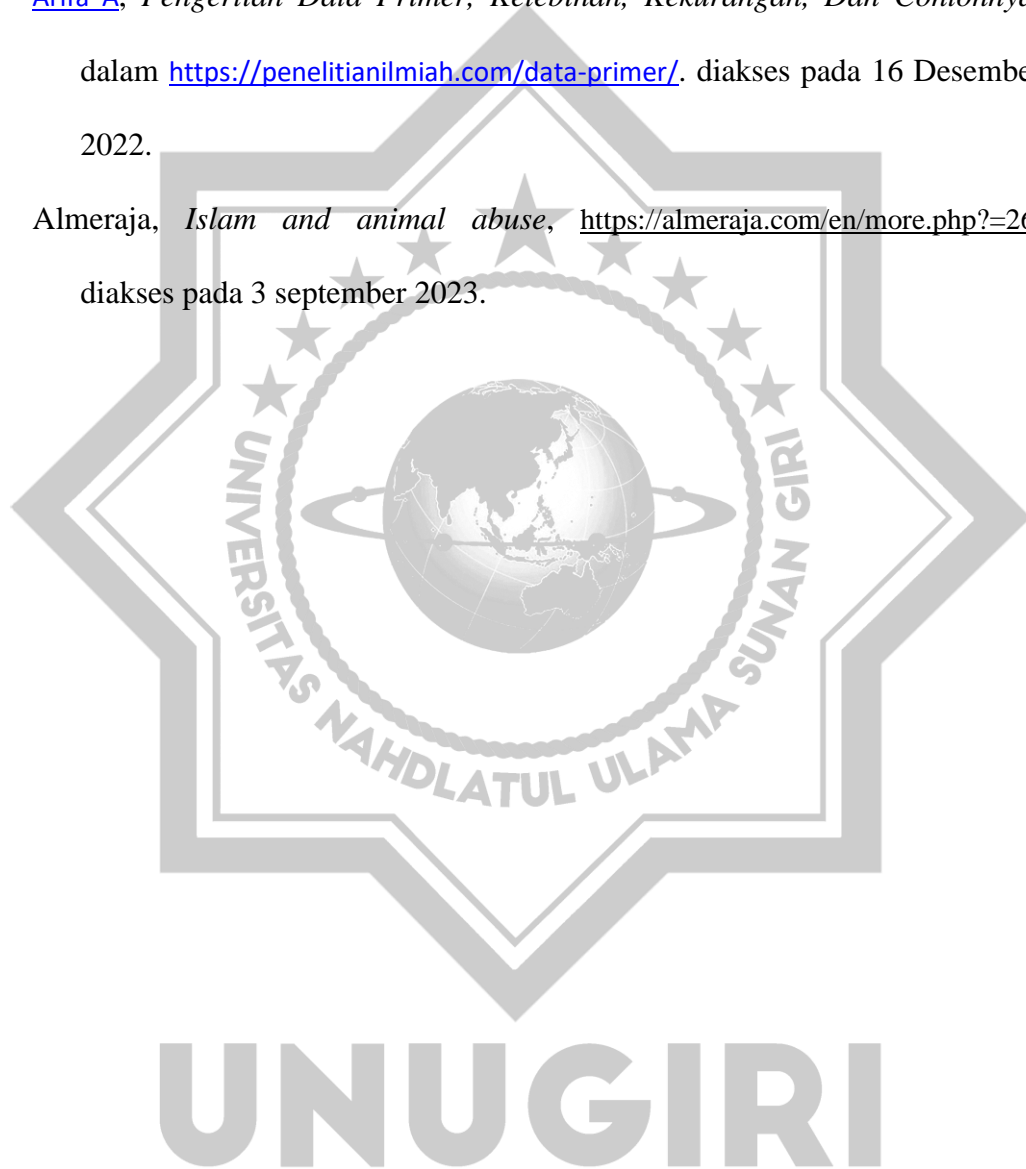 Arifa A, Pengertian Data Primer, Kelebihan, Kekurangan, Dan Contohnya
dalam https://penelitianilmiah.com/data-primer/. diakses pada 16 Desembe
2022.
Almeraja, Islam and animal abuse, https://almeraja.com/en/more.php?=26
diakses pada 3 september 2023.
UNIVERSITAS NAHDLATUL ULAMA SUNAN GIRI
UNUGIRI